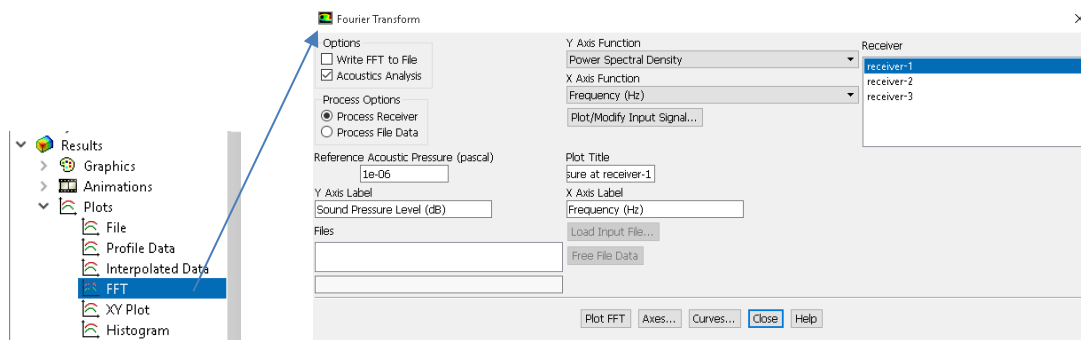 Results
Graphics
Animations
Plots
File
Profile Data
Interpolated Data
FFT
XY Plot
Histogram
Fourier Transform
Options
Write FFT to File
Acoustics Analysis
Process Options
Process Receiver
Process File Data
Y Axis Function
Power Spectral Density
X Axis Function
Frequency (Hz)
Plot/Modify Input Signal...
Receiver
receiver-1
receiver-2
receiver-3
Reference Acoustic Pressure (pascal)
1e-06
Plot Title
sure at receiver-1
Y Axis Label
Sound Pressure Level (dB)
X Axis Label
Frequency (Hz)
Files
Load Input File...
Free File Data
Plot FFT Axes... Curves... Close Help